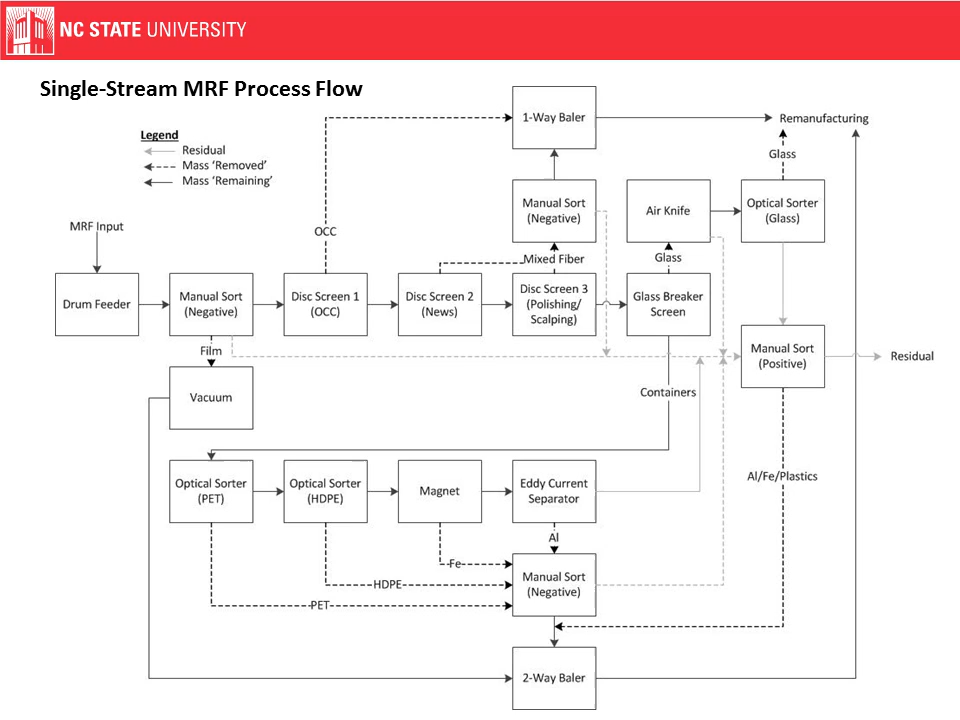 NC STATE UNIVERSITY
Single-Stream MRF Process Flow
Legend
Residual
Mass ‘Removed’
Mass ‘Remaining’
1-Way Baler
Remanufacturing
Glass
Manual Sort
(Negative)
Air Knife
Optical Sorter
(Glass)
MRF Input
OCC
Mixed Fiber
Glass
Drum Feeder
Manual Sort
(Negative)
Disc Screen 1
(OCC)
Disc Screen 2
(News)
Disc Screen 3
(Polishing/
Scalping)
Glass Breaker
Screen
Manual Sort
(Positive)
Residual
Film
Vacuum
Containers
Optical Sorter
(PET)
Optical Sorter
(HDPE)
Magnet
Eddy Current
Separator
Al/Fe/Plastics
Al
Fe
HDPE
PET
Manual Sort
(Negative)
2-Way Baler